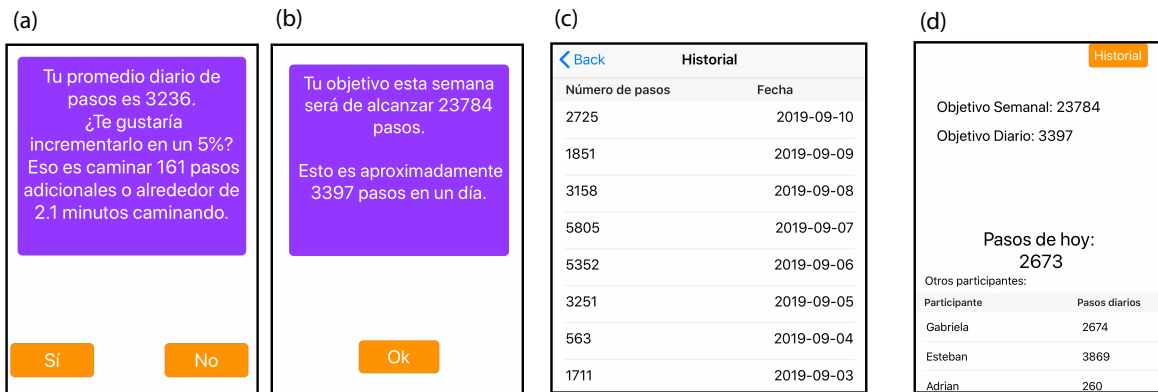 (a)
Tu promedio diario de
pasos es 3236.
¿Te gustaría
incrementarlo en un 5%?
Eso es caminar 161 pasos
adicionales o alrededor de
2.1 minutos caminando.
Sí
No
(b)
Tu objetivo esta semana
será de alcanzar 23784
pasos.
Esto es aproximadamente
3397 pasos en un día.
Ok
(c)
Back Historial
Número de pasos Fecha
2725 2019-09-10
1851 2019-09-09
3158 2019-09-08
5805 2019-09-07
5352 2019-09-06
3251 2019-09-05
563 2019-09-04
1711 2019-09-03
(d)
Historial
Objetivo Semanal: 23784
Objetivo Diario: 3397
Pasos de hoy:
2673
Otros participantes:
Participante Pasos diarios
Gabriela 2674
Esteban 3869
Adrian 260